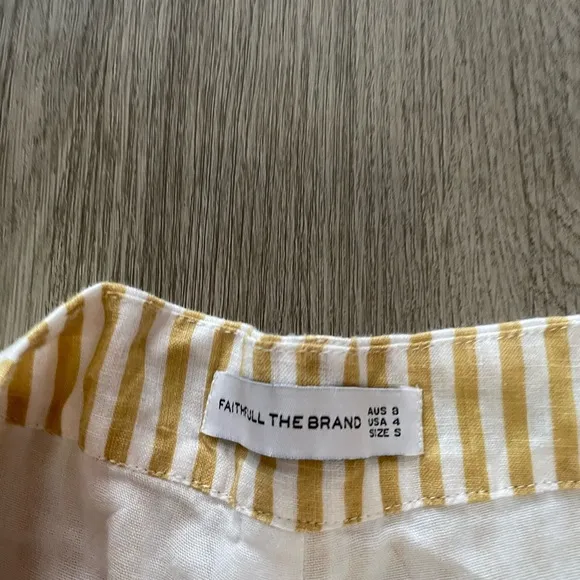 FAITHFULL THE BRAND
AUS 8
USA 4
SIZE S